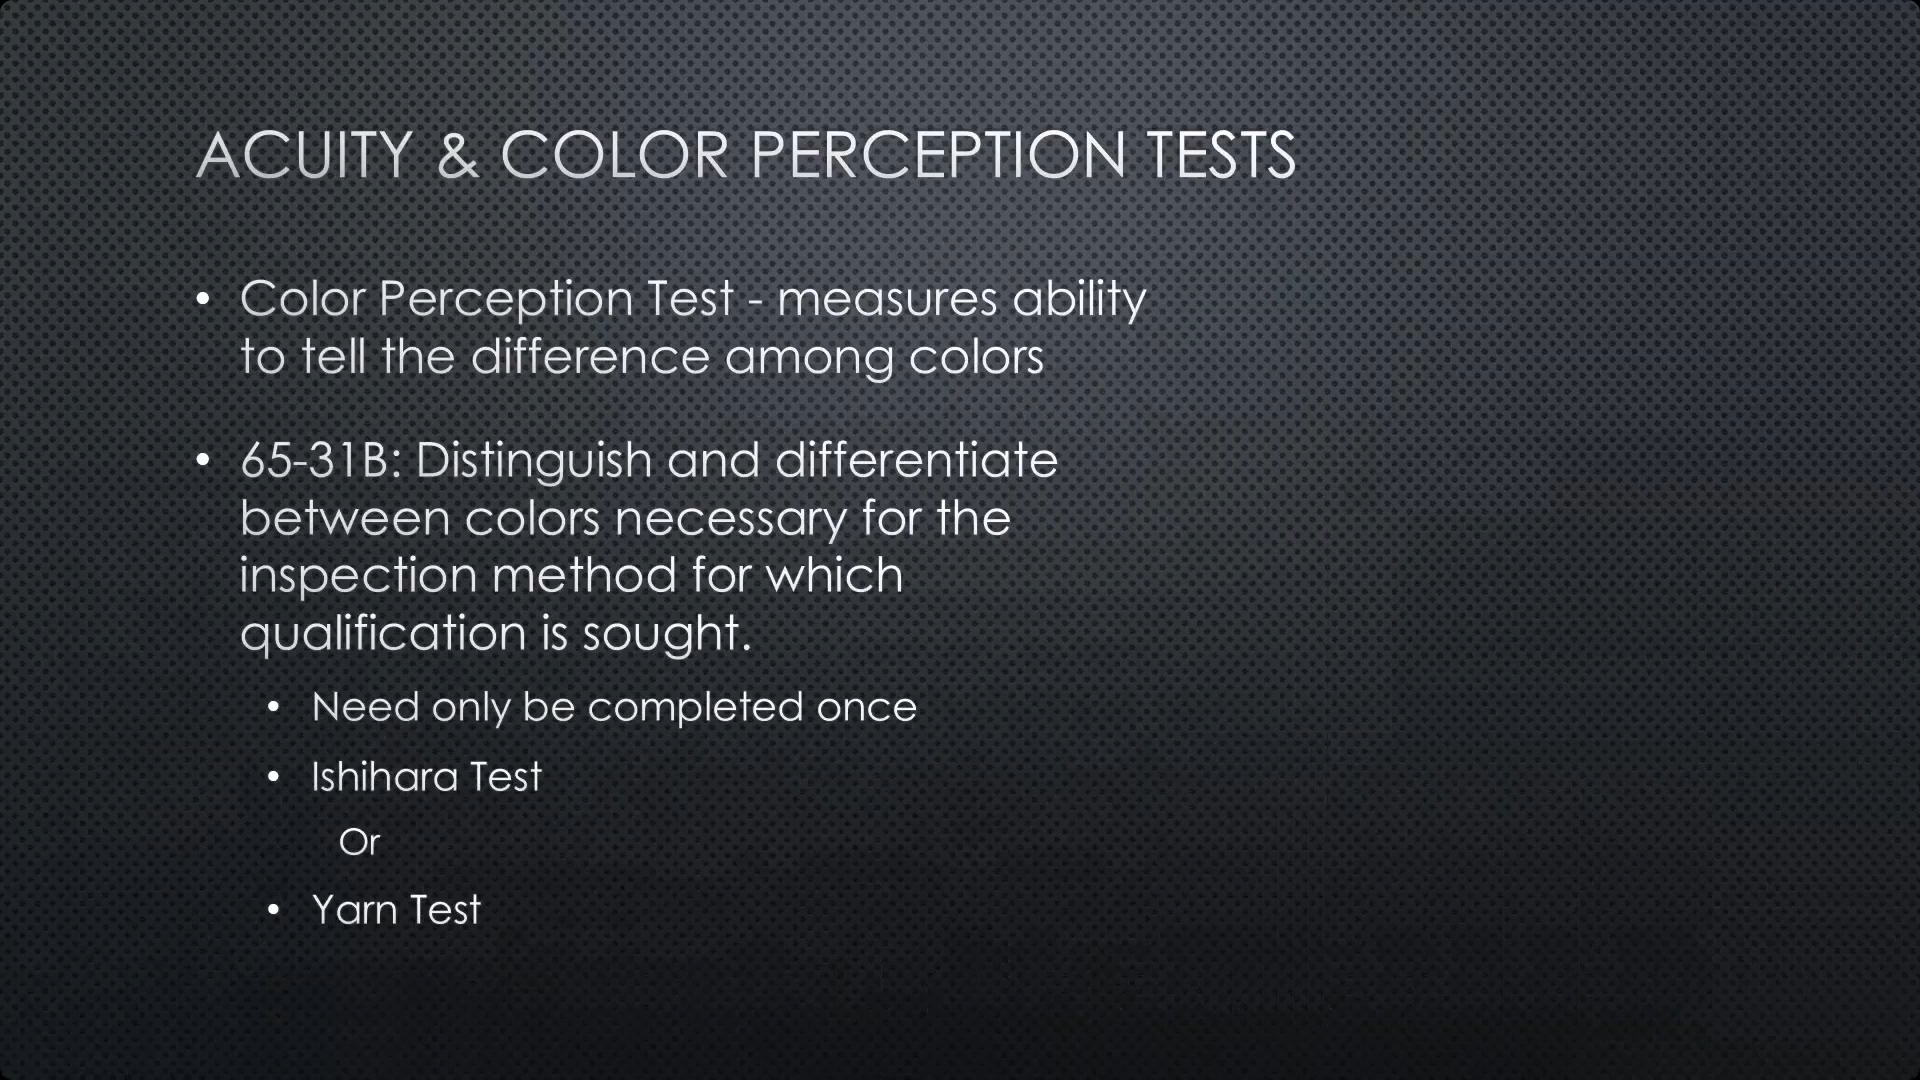 ACUITY & COLOR PERCEPTION TESTS
• Color Perception Test - measures ability
to tell the difference among colors
• 65-31B: Distinguish and differentiate
between colors necessary for the
inspection method for which
qualification is sought.
• Need only be completed once
• Ishihara Test
Or
• Yarn Test